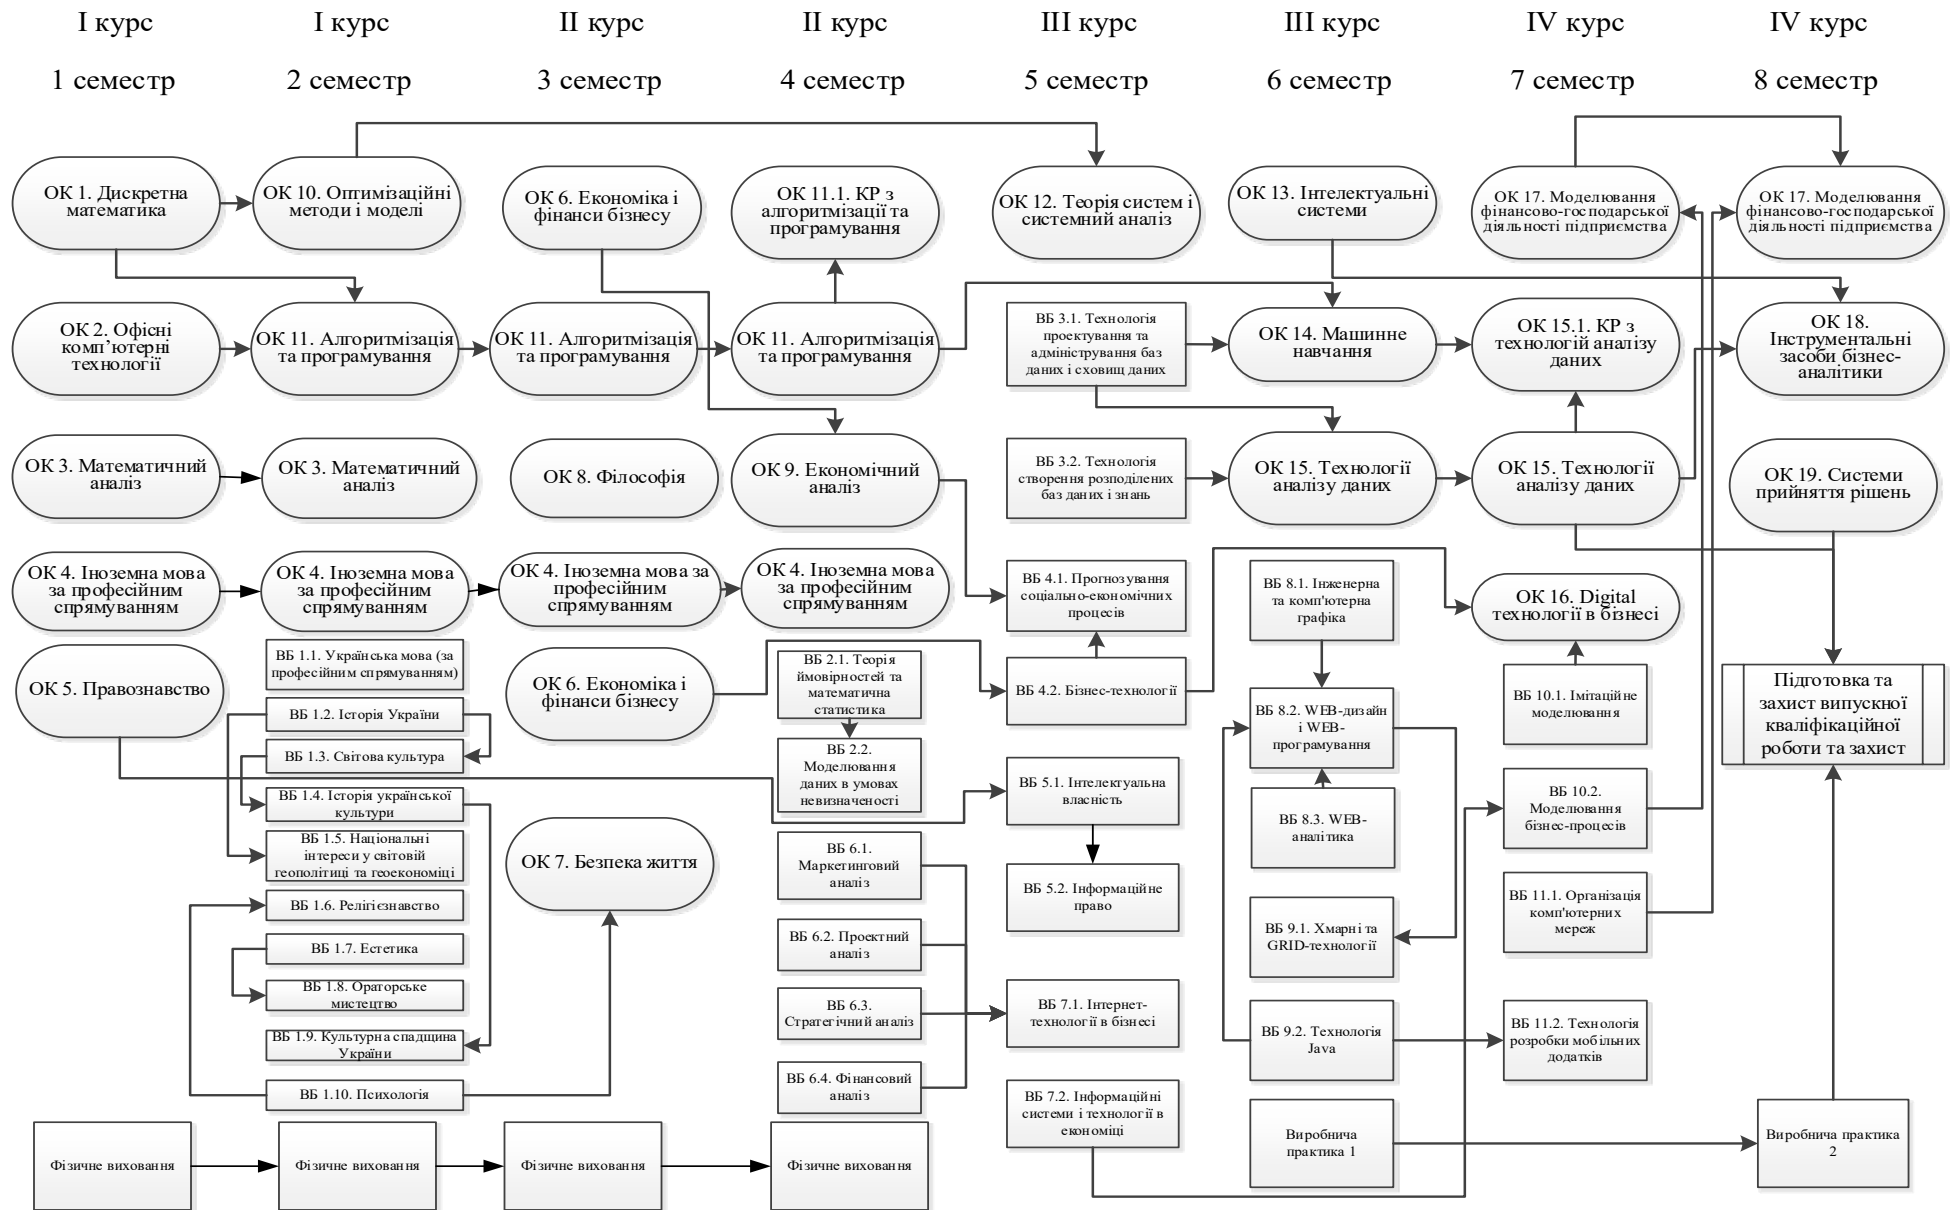 I курс
I курс
II курс
II курс
III курс
III курс
IV курс
IV курс
1 семестр
2 семестр
3 семестр
4 семестр
5 семестр
6 семестр
7 семестр
8 семестр
ОК 1. Дискретна
математика
ОК 10. Оптимізаційні
методи і моделі
ОК 6. Економіка і
фінанси бізнесу
ОК 11.1. КР з
алгоритмізації та
програмування
ОК 12. Теорія систем і
системний аналіз
ОК 13. Інтелектуальні
системи
ОК 17. Моделювання
фінансово-господарської
діяльності підприємства
ОК 17. Моделювання
фінансово-господарської
діяльності підприємства
ОК 2. Офісні
комп'ютерні
технології
ОК 11. Алгоритмізація
та програмування
ОК 11. Алгоритмізація
та програмування
ОК 11. Алгоритмізація
та програмування
ВБ 3.1. Технологія
проектування та
адміністрування баз
даних і сховищ даних
ОК 14. Машинне
навчання
ОК 15.1. КР з
технологій аналізу
даних
ОК 18.
Інструментальні
засоби бізнес-
аналітики
ОК 3. Математичний
аналіз
ОК 3. Математичний
аналіз
ОК 8. Філософія
ОК 9. Економічний
аналіз
ВБ 3.2. Технологія
створення розподілених
баз даних і знань
ОК 15. Технології
аналізу даних
ОК 15. Технології
аналізу даних
ОК 19. Системи
прийняття рішень
ОК 4. Іноземна мова
за професійним
спрямуванням
ОК 4. Іноземна мова
за професійним
спрямуванням
ОК 4. Іноземна мова за
професійним
спрямуванням
ОК 4. Іноземна мова
за професійним
спрямуванням
ВБ 4.1. Прогнозування
соціально-економічних
процесів
ВБ 8.1. Інженерна
та комп'ютерна
графіка
ОК 16. Digital
технології в бізнесі
ОК 5. Правознавство
ВБ 1.1. Українська мова (за
професійним спрямуванням)
ВБ 1.2. Історія України
ВБ 1.3. Світова культура
ВБ 1.4. Історія української
культури
ВБ 1.5. Національні
інтереси у світовій
геополітиці та геоекономіці
ВБ 1.6. Релігієзнавство
ВБ 1.7. Естетика
ВБ 1.8. Ораторське
мистецтво
ВБ 1.9. Культурна спадщина
України
ВБ 1.10. Психологія
ОК 6. Економіка і
фінанси бізнесу
ОК 7. Безпека життя
ВБ 2.1. Теорія
ймовірностей та
математична
статистика
ВБ 2.2.
Моделювання
даних в умовах
невизначеності
ВБ 6.1.
Маркетинговий
аналіз
ВБ 6.2. Проектний
аналіз
ВБ 6.3.
Стратегічний аналіз
ВБ 6.4. Фінансовий
аналіз
ВБ 4.2. Бізнес-технології
ВБ 5.1. Інтелектуальна
власність
ВБ 5.2. Інформаційне
право
ВБ 7.1. Інтернет-
технології в бізнесі
ВБ 7.2. Інформаційні
системи і технології в
економіці
ВБ 8.2. WEB-дизайн
і WEB-
програмування
ВБ 8.3. WEB-
аналітика
ВБ 9.1. Хмарні та
GRID-технології
ВБ 9.2. Технологія
Java
Виробнича
практика 1
ВБ 10.1. Імітаційне
моделювання
ВБ 10.2.
Моделювання
бізнес-процесів
ВБ 11.1. Організація
комп'ютерних
мереж
ВБ 11.2. Технологія
розробки мобільних
додатків
Підготовка та
захист випускної
кваліфікаційної
роботи та захист
Виробнича практика
2
Фізичне виховання
Фізичне виховання
Фізичне виховання
Фізичне виховання